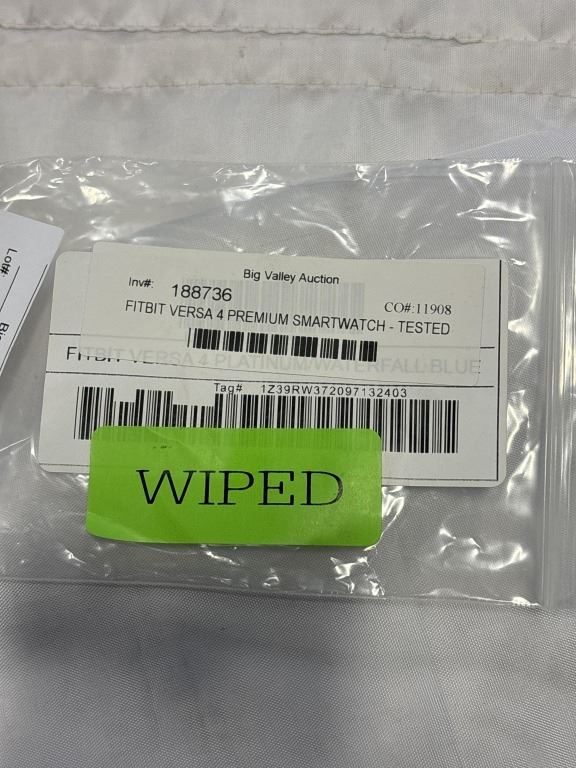 Lot#:
Big Valley Auction
Inv#: 188736 CO#:11908
FITBIT VERSA 4 PREMIUM SMARTWATCH - TESTED
FITBIT VERSA 4 PLATINUM/WATERFALL BLUE
Tag# 1Z39RW372097132403
WIPED